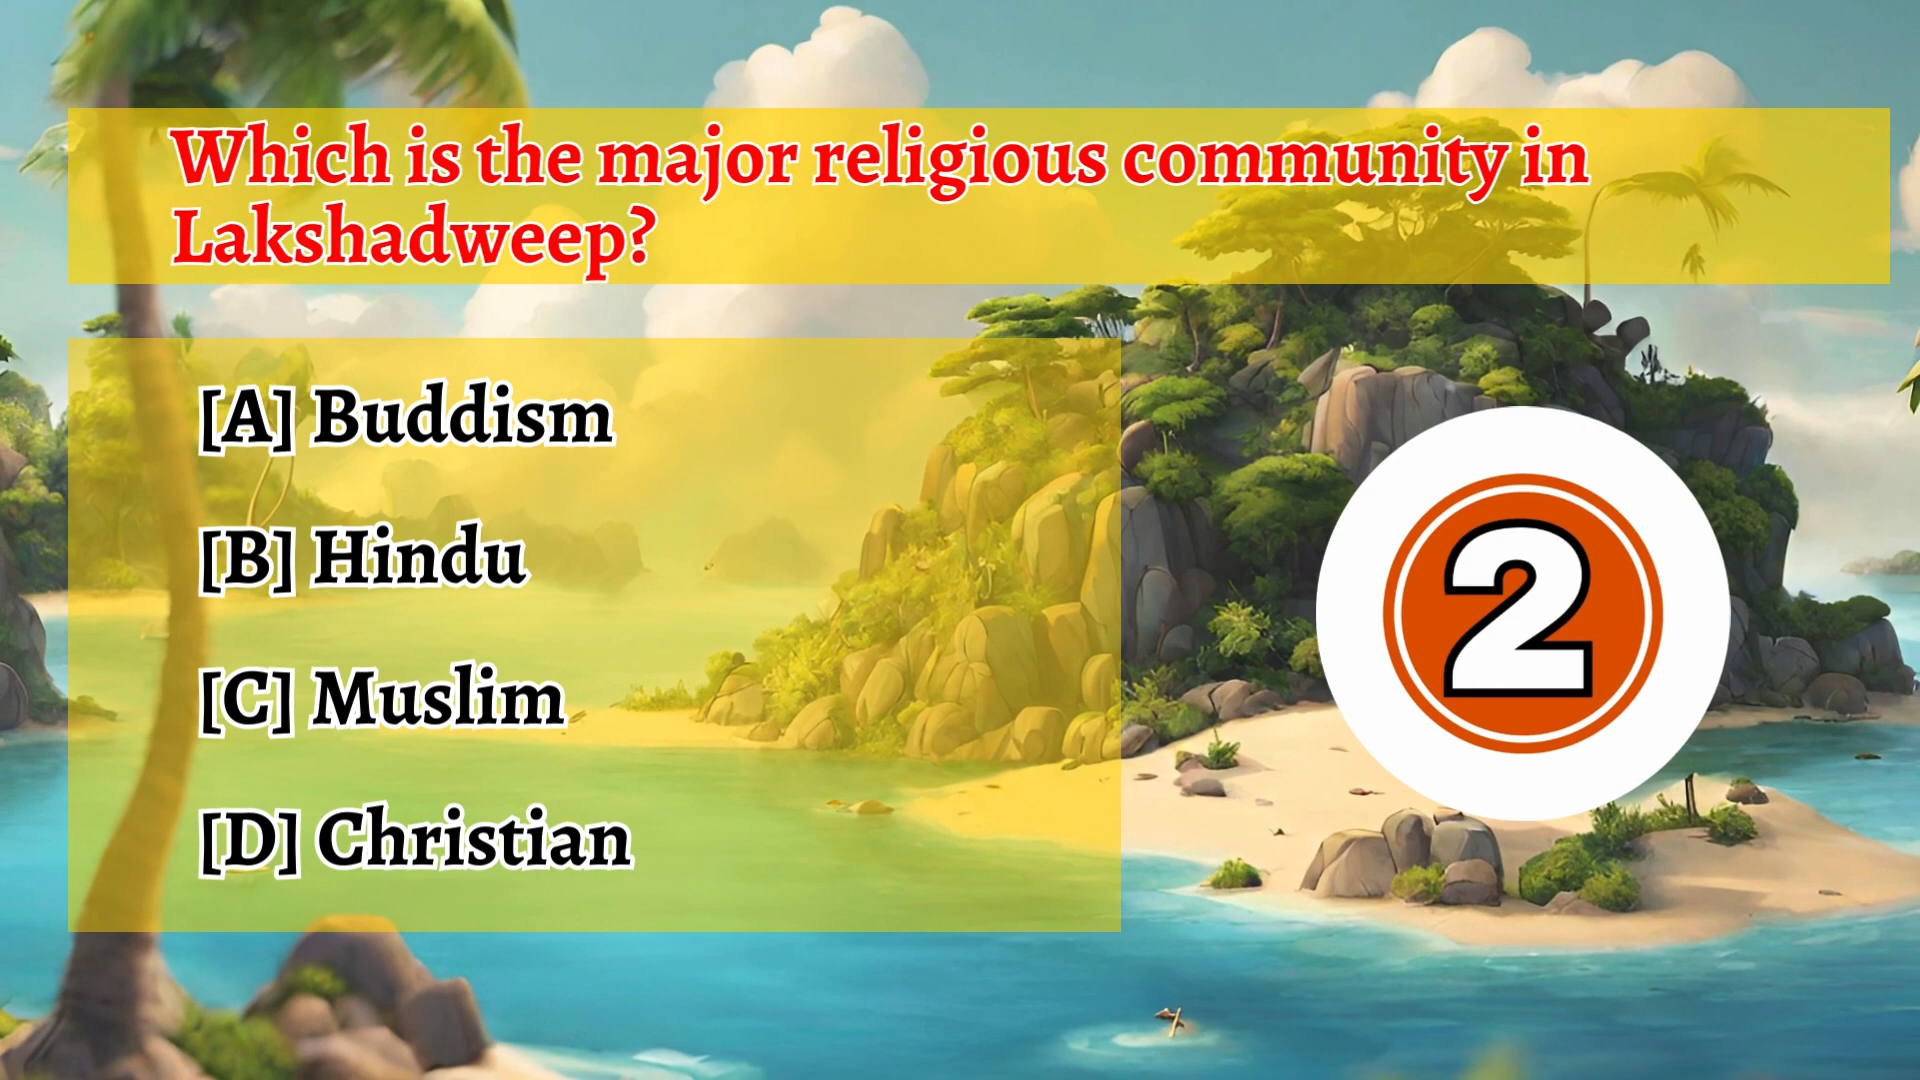 Which is the major religious community in
Lakshadweep?
[A] Buddism
[B] Hindu
[C] Muslim
[D] Christian
2